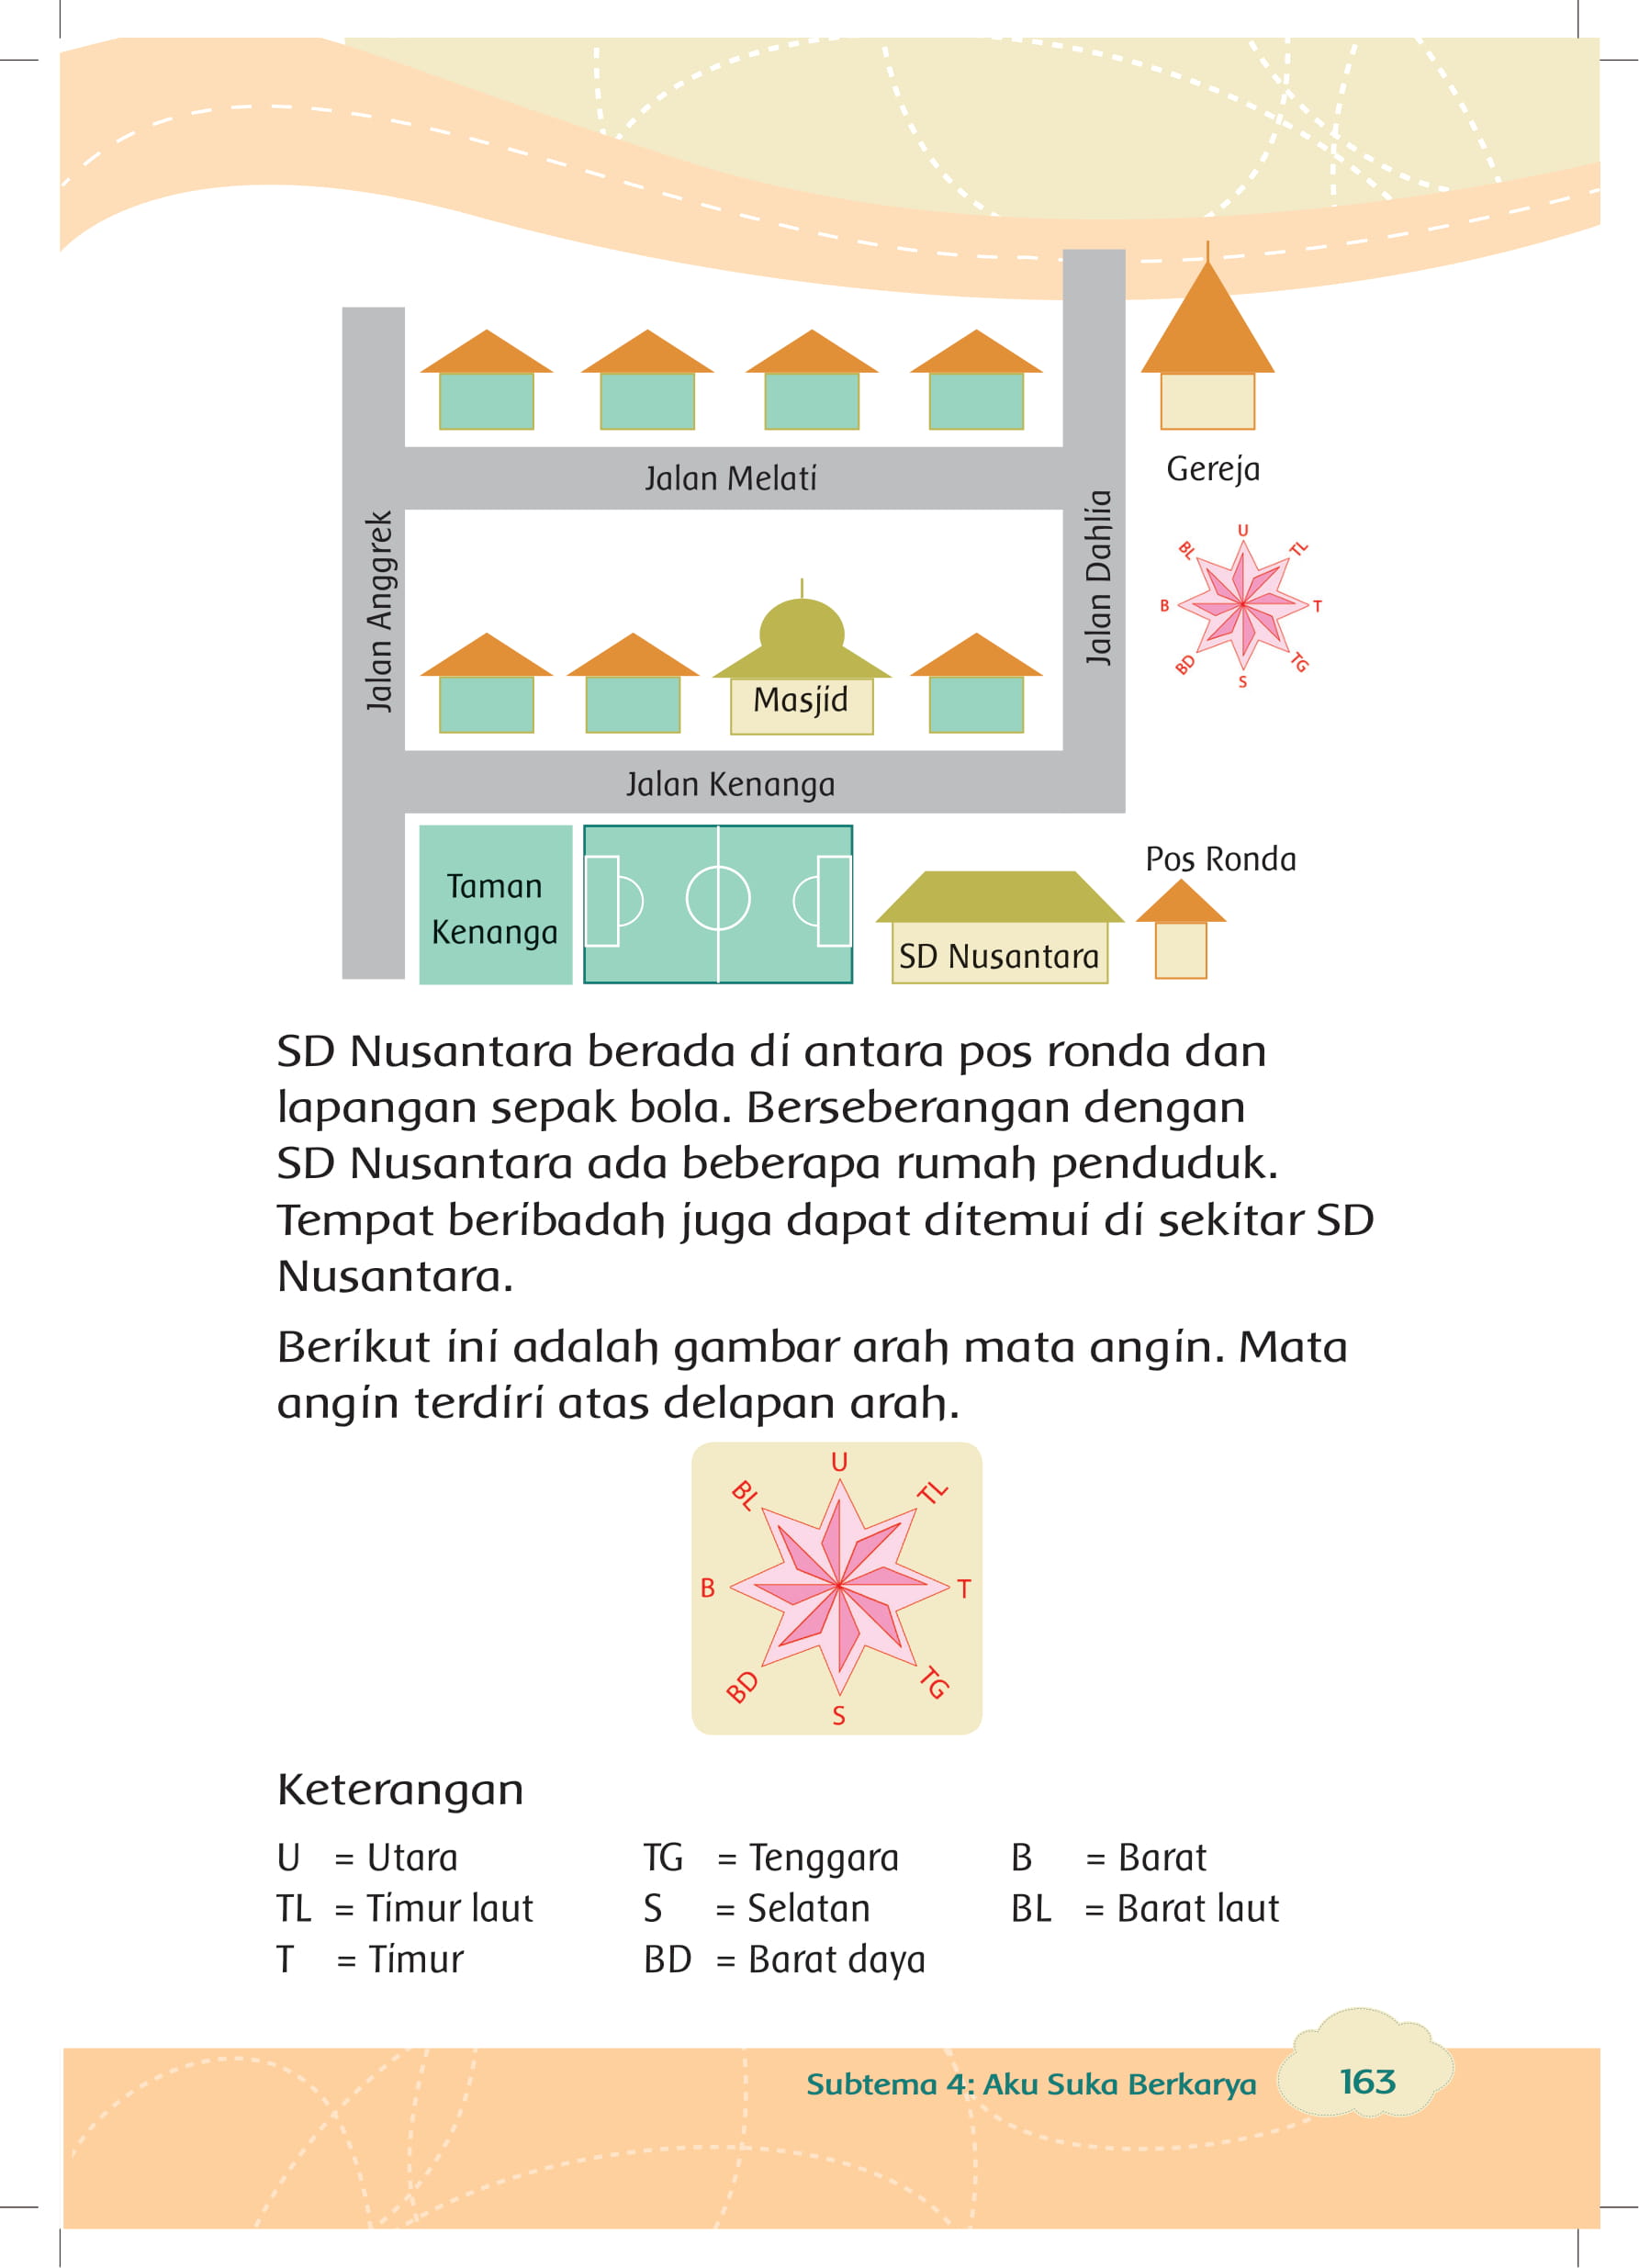 Jalan Melati
Gereja
Jalan Anggrek
Jalan Dahlia
U
BL
TL
B
T
BD
TG
S
Masjid
Jalan Kenanga
Pos Ronda
Taman
Kenanga
SD Nusantara
SD Nusantara berada di antara pos ronda dan
lapangan sepak bola. Berseberangan dengan
SD Nusantara ada beberapa rumah penduduk.
Tempat beribadah juga dapat ditemui di sekitar SD
Nusantara.
Berikut ini adalah gambar arah mata angin. Mata
angin terdiri atas delapan arah.
U
BL
TL
B
T
BD
TG
S
Keterangan
U = Utara TG = Tenggara B = Barat
TL = Timur laut S = Selatan BL = Barat laut
T = Timur BD = Barat daya
Subtema 4: Aku Suka Berkarya 163